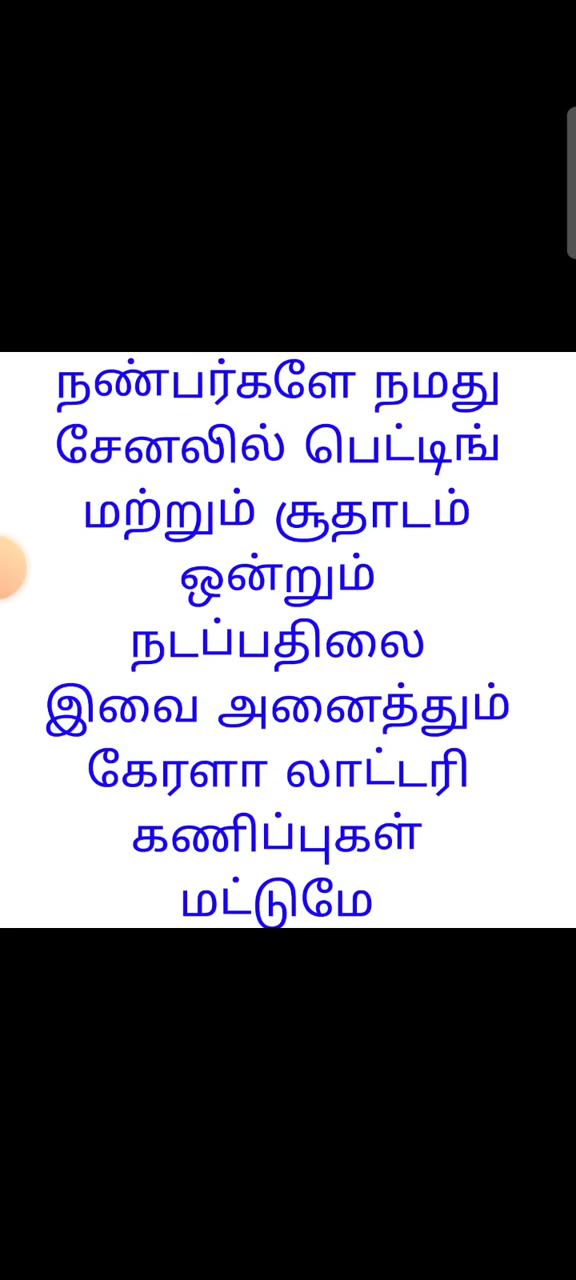 நண்பர்களே நமது
சேனலில் பெட்டிங்
மற்றும் சூதாடம்
ஒன்றும்
நடப்பதிலை
இவை அனைத்தும்
கேரளா லாட்டரி
கணிப்புகள்
மட்டுமே